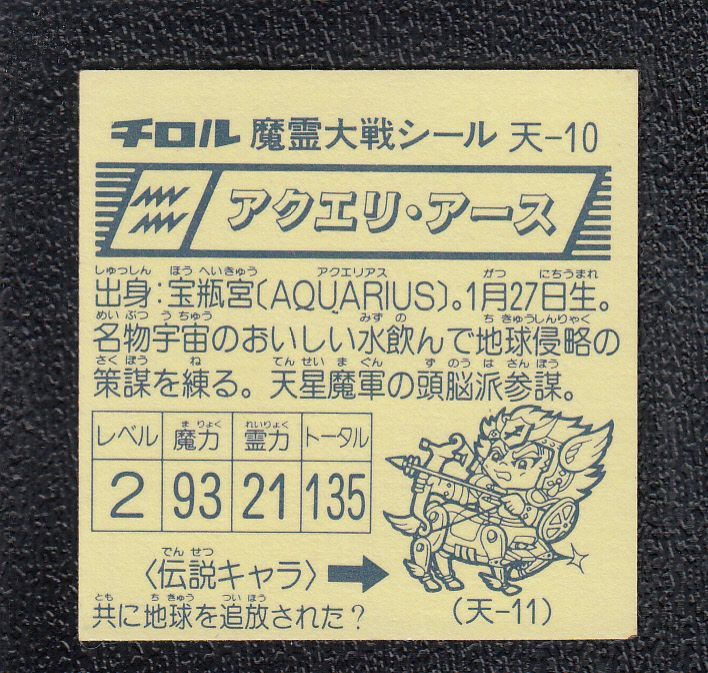 チロル 魔霊大戦シール 天-10
アクエリ・アース
しゅっしん ほうへいきゅう アクエリアス がつ にちうまれ
出身:宝瓶宮(AQUARIUS)。1月27日生。
めいぶつ うちゅう みずの ちきゅうしんりゃく
名物宇宙のおいしい水飲んで地球侵略の
さくぼう ね てんせいまぐん ずのうはさんぼう
策謀を練る。天星魔軍の頭脳派参謀。
まりょく れいりょく
レベル 魔力 霊力 トータル
2 93 21 135
でんせつ
〈伝説キャラ〉
とも ちきゅう ついほう
共に地球を追放された?
(天-11)